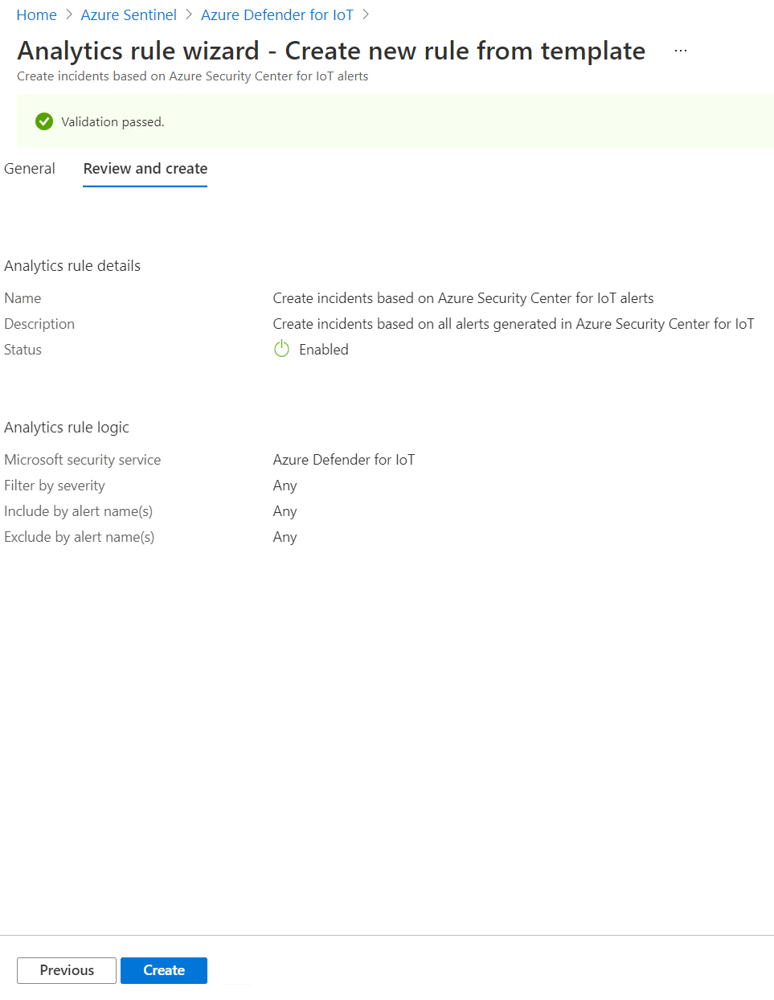 Home > Azure Sentinel > Azure Defender for IoT >
Analytics rule wizard - Create new rule from template ...
Create incidents based on Azure Security Center for IoT alerts
Validation passed.
General Review and create
Analytics rule details
Name Create incidents based on Azure Security Center for IoT alerts
Description Create incidents based on all alerts generated in Azure Security Center for IoT
Status Enabled
Analytics rule logic
Microsoft security service Azure Defender for IoT
Filter by severity Any
Include by alert name(s) Any
Exclude by alert name(s) Any
Previous Create